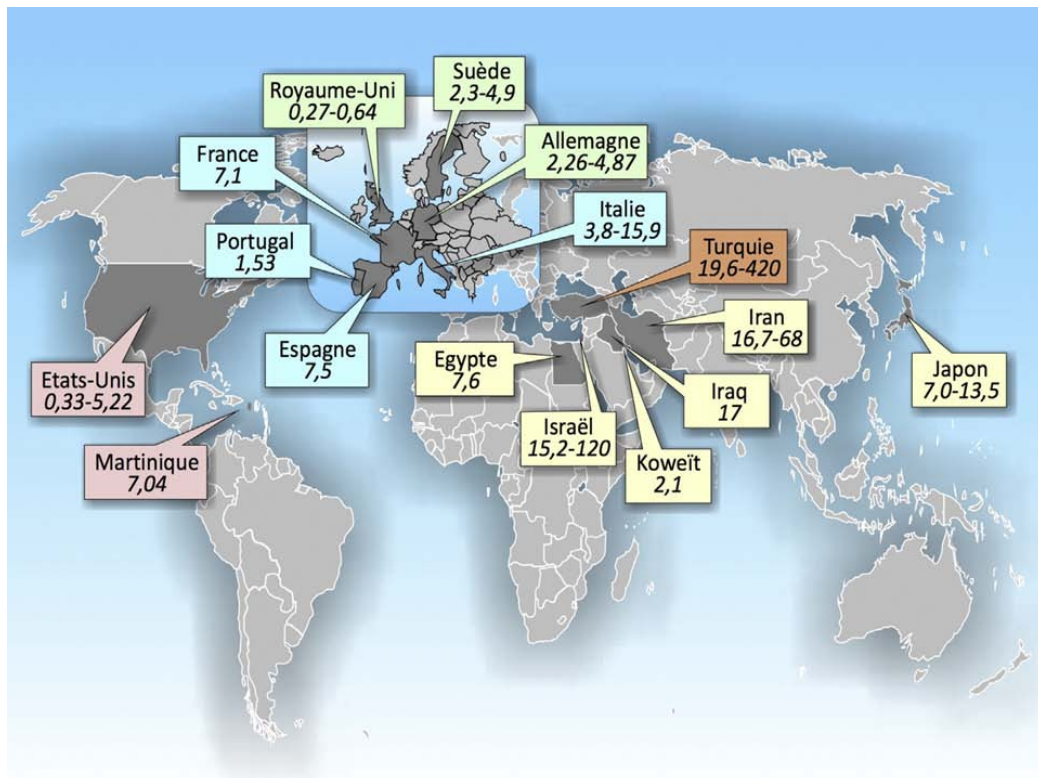 Suède
2,3-4,9
Royaume-Uni
0,27-0,64
Allemagne
2,26-4,87
France
7,1
Italie
3,8-15,9
Portugal
1,53
Turquie
19,6-420
Iran
16,7-68
Espagne
7,5
Egypte
7,6
Japon
7,0-13,5
Etats-Unis
0,33-5,22
Iraq
17
Israël
15,2-120
Koweït
2,1
Martinique
7,04